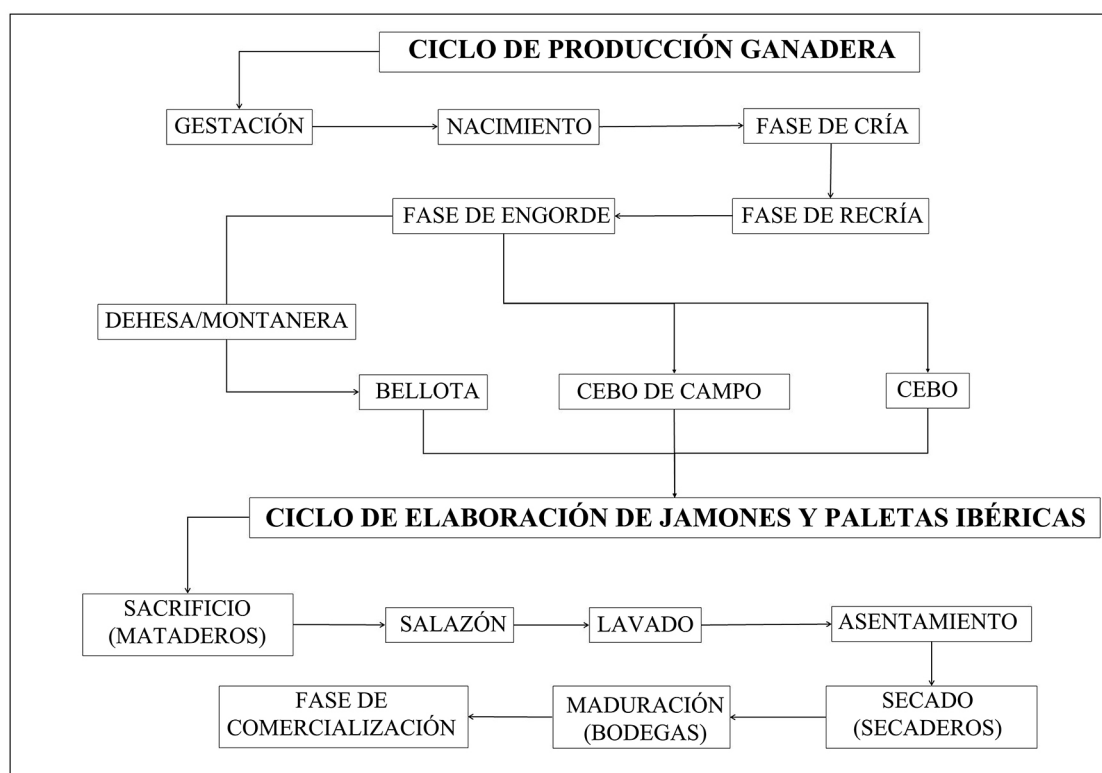 CICLO DE PRODUCCIÓN GANADERA
GESTACIÓN
NACIMIENTO
FASE DE CRÍA
FASE DE ENGORDE
FASE DE RECRÍA
DEHESA/MONTANERA
BELLOTA
CEBO DE CAMPO
CEBO
CICLO DE ELABORACIÓN DE JAMONES Y PALETAS IBÉRICAS
SACRIFICIO
(MATADEROS)
SALAZÓN
LAVADO
ASENTAMIENTO
FASE DE
COMERCIALIZACIÓN
MADURACIÓN
(BODEGAS)
SECADO
(SECADEROS)